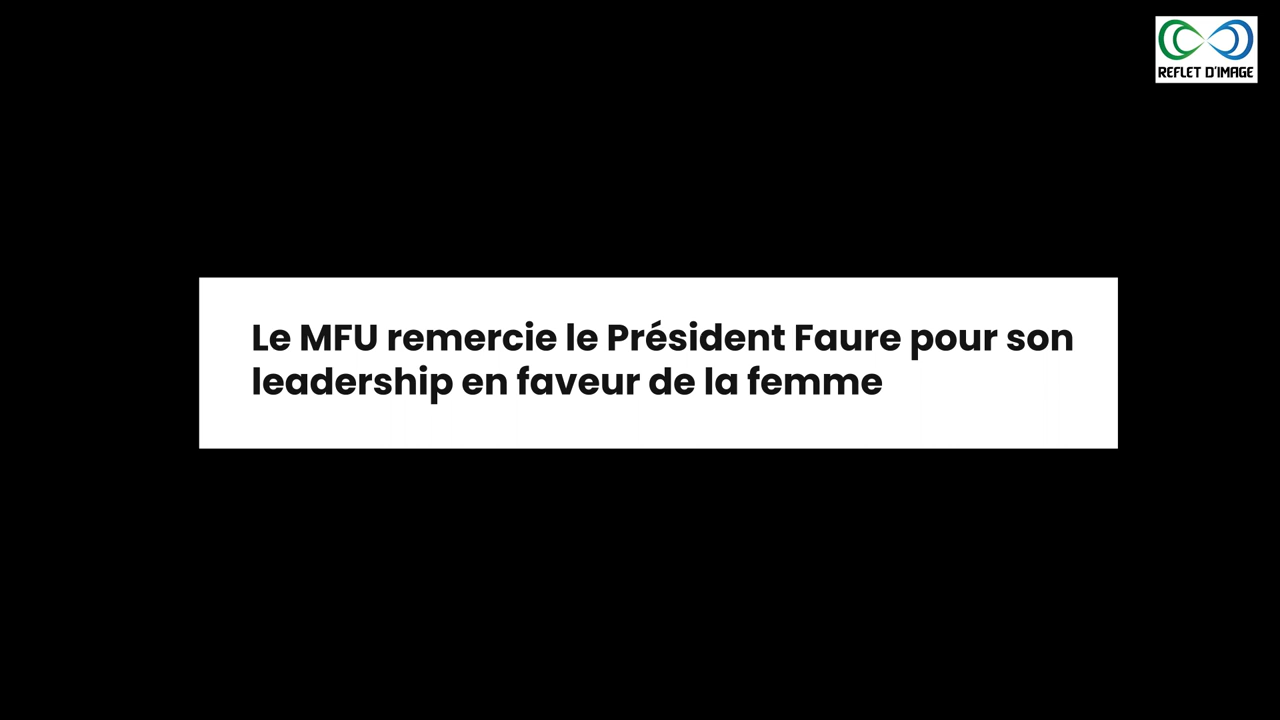 REFLET D'IMAGE
Le MFU remercie le Président Faure pour son
leadership en faveur de la femme